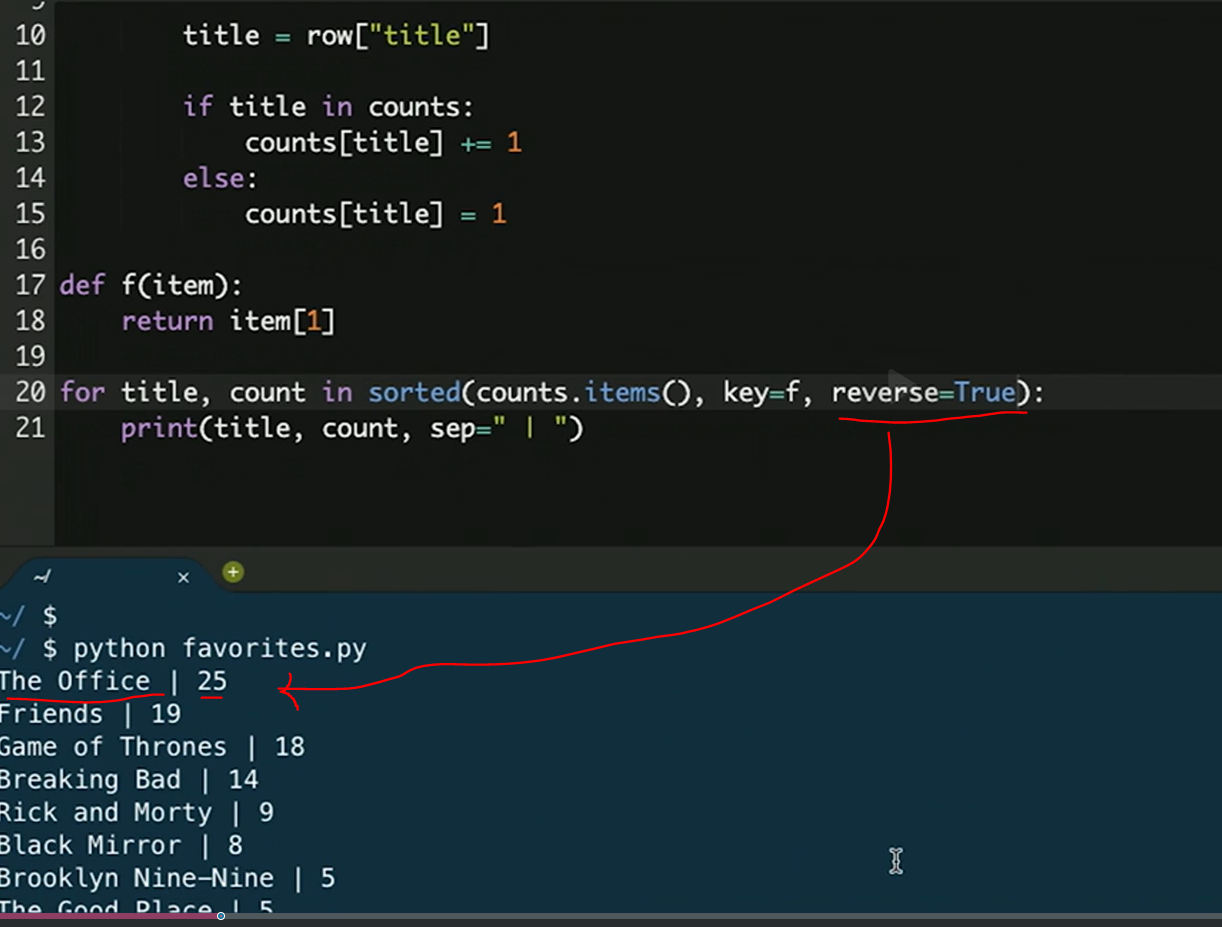 10 title = row["title"]
11
12 if title in counts:
13 counts[title] += 1
14 else:
15 counts[title] = 1
16
17 def f(item):
18 return item[1]
19
20 for title, count in sorted(counts.items(), key=f, reverse=True):
21 print(title, count, sep=" | ")
~/ × +
~/ $
~/ $ python favorites.py
The Office | 25
Friends | 19
Game of Thrones | 18
Breaking Bad | 14
Rick and Morty | 9
Black Mirror | 8
Brooklyn Nine-Nine | 5
The Good Place | 5